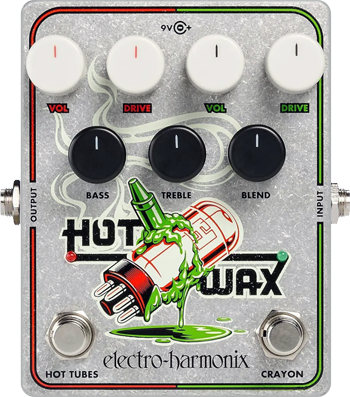 9V
VOL DRIVE VOL DRIVE
BASS TREBLE BLEND
OUTPUT
INPUT
HOT
WAX
electro-harmonix
HOT TUBES CRAYON